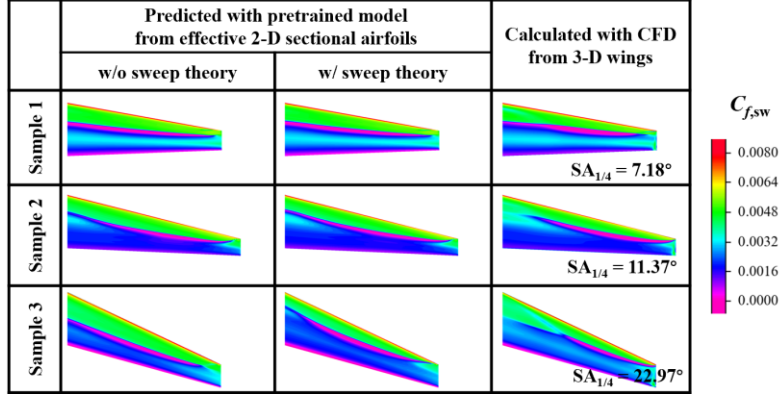 Predicted with pretrained model
from effective 2-D sectional airfoils
Calculated with CFD
from 3-D wings
w/o sweep theory
w/ sweep theory
Sample 1
SA1/4 = 7.18°
Sample 2
SA1/4 = 11.37°
Sample 3
SA1/4 = 22.97°
Cf,sw
0.0080
0.0064
0.0048
0.0032
0.0016
0.0000